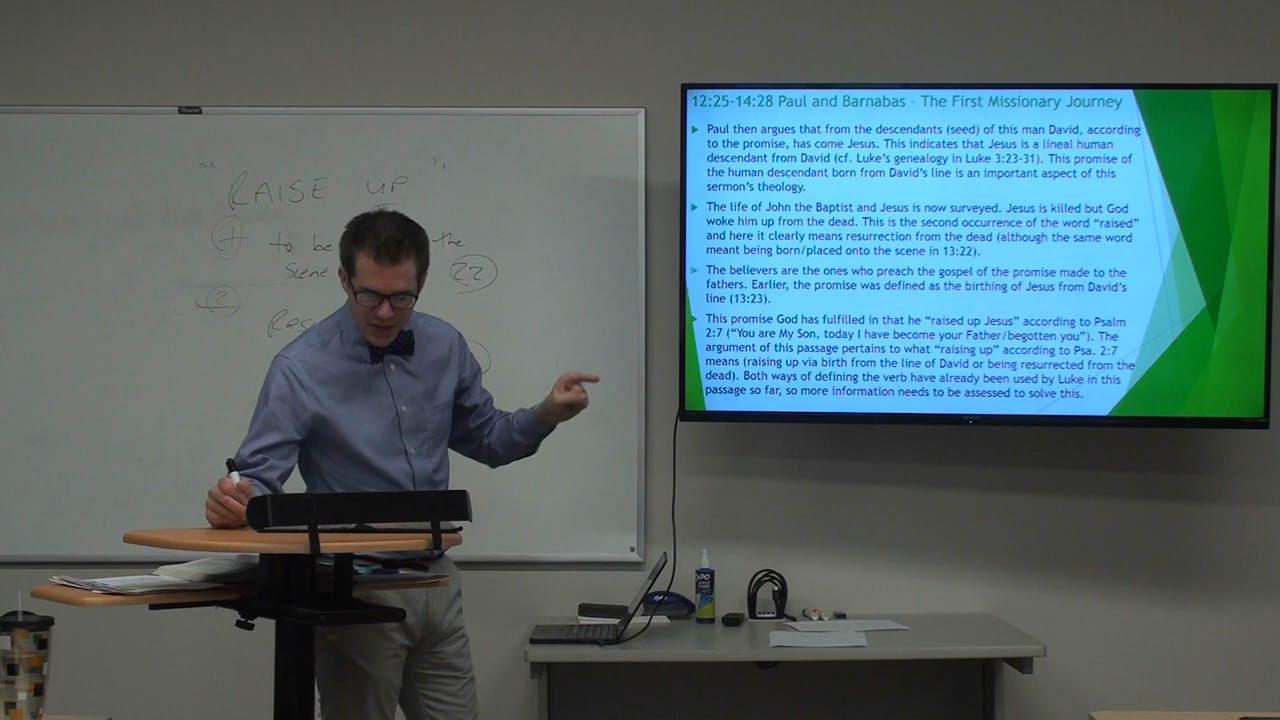 " RAISE UP "
① to be the
Scene 22
②
12:25-14:28 Paul and Barnabas – The First Missionary Journey
Paul then argues that from the descendants (seed) of this man David, according
to the promise, has come Jesus. This indicates that Jesus is a lineal human
descendant from David (cf. Luke's genealogy in Luke 3:23-31). This promise of
the human descendant born from David's line is an important aspect of this
sermon's theology.
The life of John the Baptist and Jesus is now surveyed. Jesus is killed but God
woke him up from the dead. This is the second occurrence of the word "raised"
and here it clearly means resurrection from the dead (although the same word
meant being born/placed onto the scene in 13:22).
The believers are the ones who preach the gospel of the promise made to the
fathers. Earlier, the promise was defined as the birthing of Jesus from David's
line (13:23).
This promise God has fulfilled in that he "raised up Jesus" according to Psalm
2:7 ("You are My Son, today I have become your Father/begotten you"). The
argument of this passage pertains to what "raising up" according to Psa. 2:7
means (raising up via birth from the line of David or being resurrected from the
dead). Both ways of defining the verb have already been used by Luke in this
passage so far, so more information needs to be assessed to solve this.
EXPO